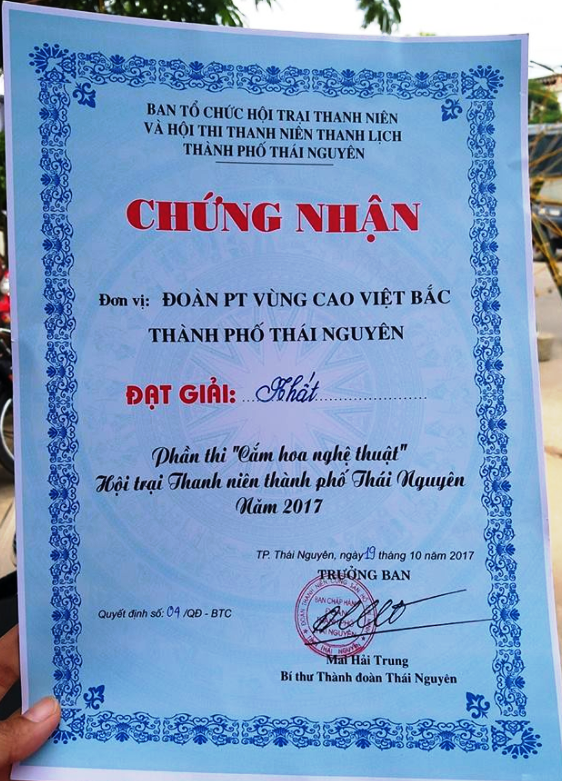 BAN TỔ CHỨC HỘI TRẠI THANH NIÊN
VÀ HỘI THI THANH NIÊN THANH LỊCH
THÀNH PHỐ THÁI NGUYÊN
CHỨNG NHẬN
Đơn vị: ĐOÀN PT VÙNG CAO VIỆT BẮC
THÀNH PHỐ THÁI NGUYÊN
ĐẠT GIẢI: ...Nhất......................
Phần thi "Cắm hoa nghệ thuật"
Hội trại Thanh niên thành phố Thái Nguyên
Năm 2017
TP. Thái Nguyên, ngày 19 tháng 10 năm 2017
TRƯỞNG BAN
Quyết định số: 04 /QĐ - BTC
BAN CHẤP HÀNH
Mai Hải Trung
Bí thư Thành đoàn Thái Nguyên